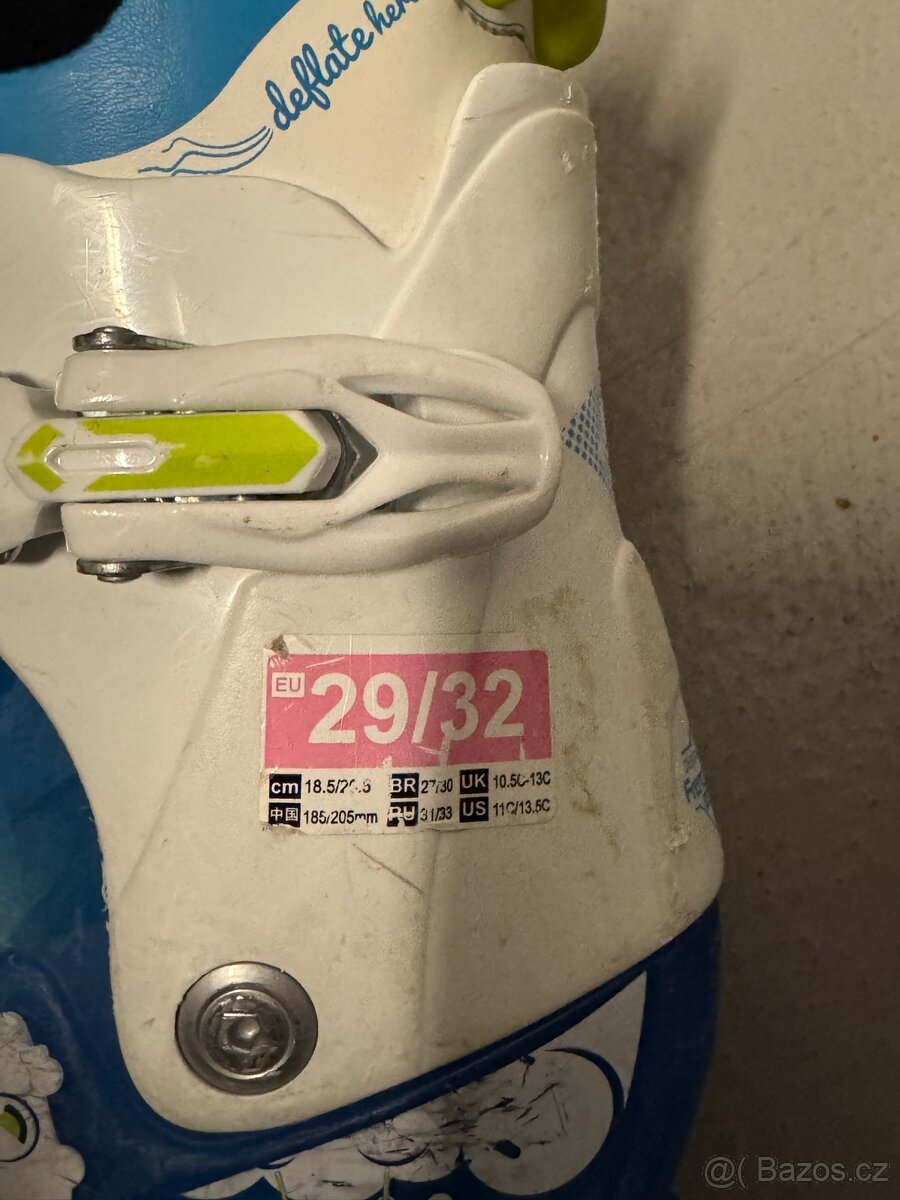 deflate
EU 29/32
cm 18.5/20.5 BR 27/30 UK 10.5C-13C
中国 185/205mm RU 31/33 US 11C/13.5C
@( Bazos.cz